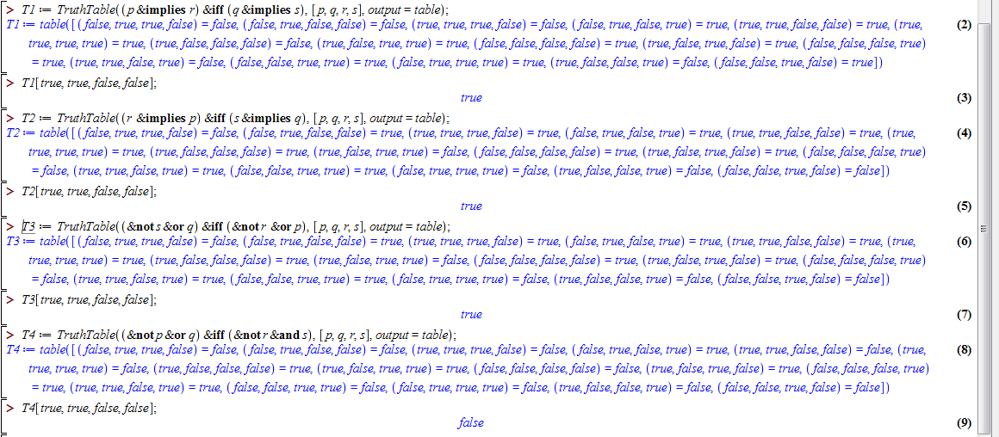 > T1 := TruthTable((p &implies r) &iff (q &implies s), [p, q, r, s], output = table);
T1 := table([(false, true, true, false) = false, (false, true, false, false) = false, (true, true, true, false) = false, (false, true, false, true) = true, (true, true, false, false) = true, (true, (2)
true, true, true) = true, (true, false, false, false) = false, (true, false, true, true) = true, (false, false, false, false) = true, (true, false, true, false) = true, (false, false, false, true)
= true, (true, true, false, true) = false, (false, false, true, true) = true, (false, true, true, true) = true, (true, false, false, true) = false, (false, false, true, false) = true])
> T1[true, true, false, false];
true (3)
> T2 := TruthTable((r &implies p) &iff (s &implies q), [p, q, r, s], output = table);
T2 := table([(false, true, true, false) = false, (false, true, false, false) = true, (true, true, true, false) = true, (false, true, false, true) = true, (true, true, false, false) = true, (true, (4)
true, true, true) = true, (true, false, false, false) = true, (true, false, true, true) = false, (false, false, false, false) = true, (true, false, true, false) = true, (false, false, false, true)
= false, (true, true, false, true) = true, (false, false, true, true) = true, (false, true, true, true) = false, (true, false, false, true) = false, (false, false, true, false) = false])
> T2[true, true, false, false];
true (5)
> T3 := TruthTable((&not s &or q) &iff (&not r &or p), [p, q, r, s], output = table);
T3 := table([(false, true, true, false) = false, (false, true, false, false) = true, (true, true, true, false) = true, (false, true, false, true) = true, (true, true, false, false) = true, (true, (6)
true, true, true) = true, (true, false, false, false) = true, (true, false, true, true) = false, (false, false, false, false) = true, (true, false, true, false) = true, (false, false, false, true)
= false, (true, true, false, true) = true, (false, false, true, true) = true, (false, true, true, true) = false, (true, false, false, true) = false, (false, false, true, false) = false])
> T3[true, true, false, false];
true (7)
> T4 := TruthTable((&not p &or q) &iff (&not r &and s), [p, q, r, s], output = table);
T4 := table([(false, true, true, false) = false, (false, true, false, false) = false, (true, true, true, false) = false, (false, true, false, true) = true, (true, true, false, false) = false, (true, (8)
true, true, true) = false, (true, false, false, false) = true, (true, false, true, true) = true, (false, false, false, false) = false, (true, false, true, false) = true, (false, false, false, true)
= true, (true, true, false, true) = true, (false, false, true, true) = false, (false, true, true, true) = false, (true, false, false, true) = false, (false, false, true, false) = false])
> T4[true, true, false, false];
false (9)